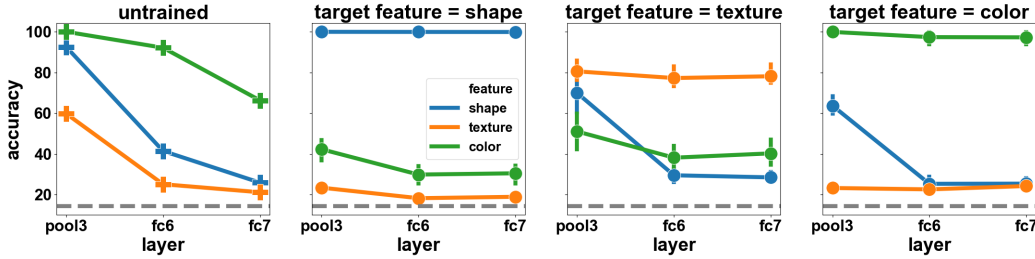 untrained
target feature = shape
target feature = texture
target feature = color
accuracy
100
80
60
40
20
feature
shape
texture
color
pool3
fc6
fc7
layer
pool3
fc6
fc7
layer
pool3
fc6
fc7
layer
pool3
fc6
fc7
layer